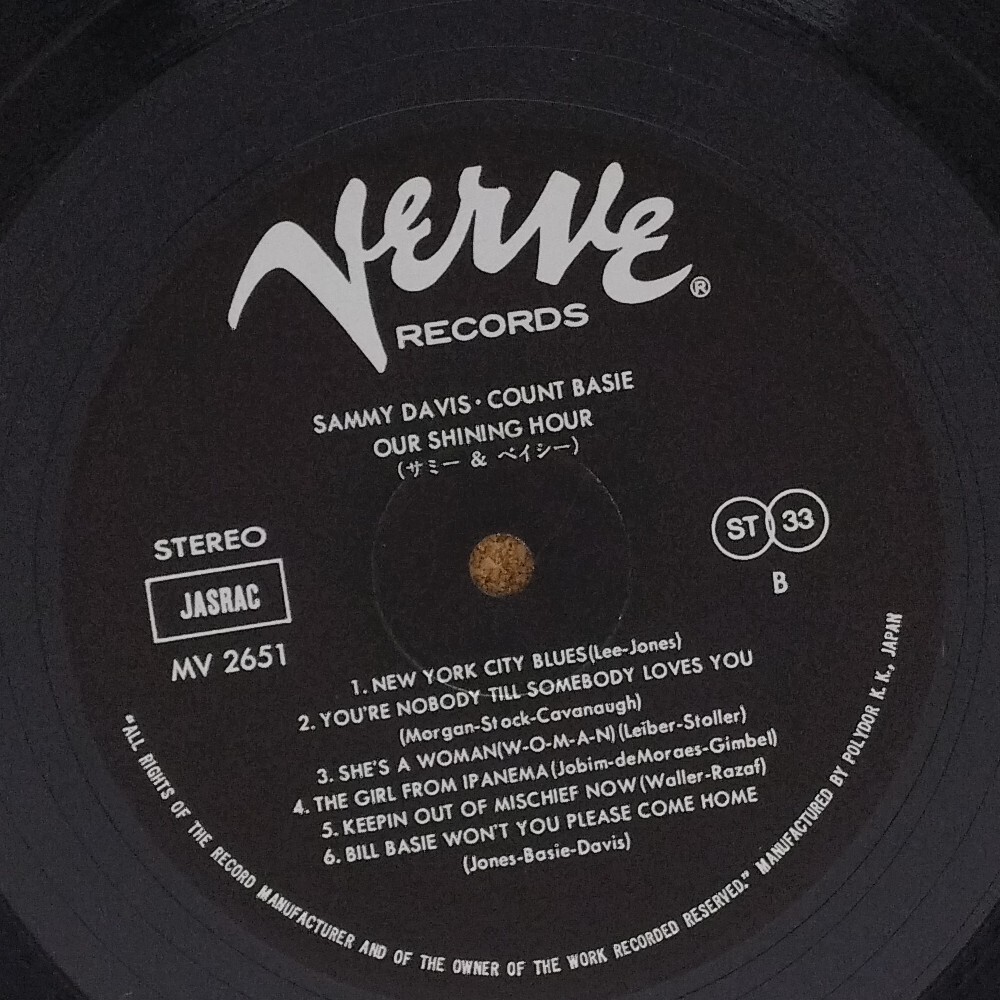 Verve®
RECORDS
SAMMY DAVIS・COUNT BASIE
OUR SHINING HOUR
(サミー & ベイシー)
STEREO
JASRAC
MV 2651
ST 33
B
1. NEW YORK CITY BLUES(Lee-Jones)
2. YOU'RE NOBODY TILL SOMEBODY LOVES YOU
(Morgan-Stock-Cavanaugh)
3. SHE'S A WOMAN(W-O-M-A-N)(Leiber-Stoller)
4. THE GIRL FROM IPANEMA(Jobim-deMoraes-Gimbel)
5. KEEPIN OUT OF MISCHIEF NOW(Waller-Razaf)
6. BILL BASIE WON'T YOU PLEASE COME HOME
(Jones-Basie-Davis)
"ALL RIGHTS OF THE RECORD MANUFACTURER AND OF THE OWNER OF THE WORK RECORDED RESERVED." MANUFACTURED BY POLYDOR K.K., JAPAN